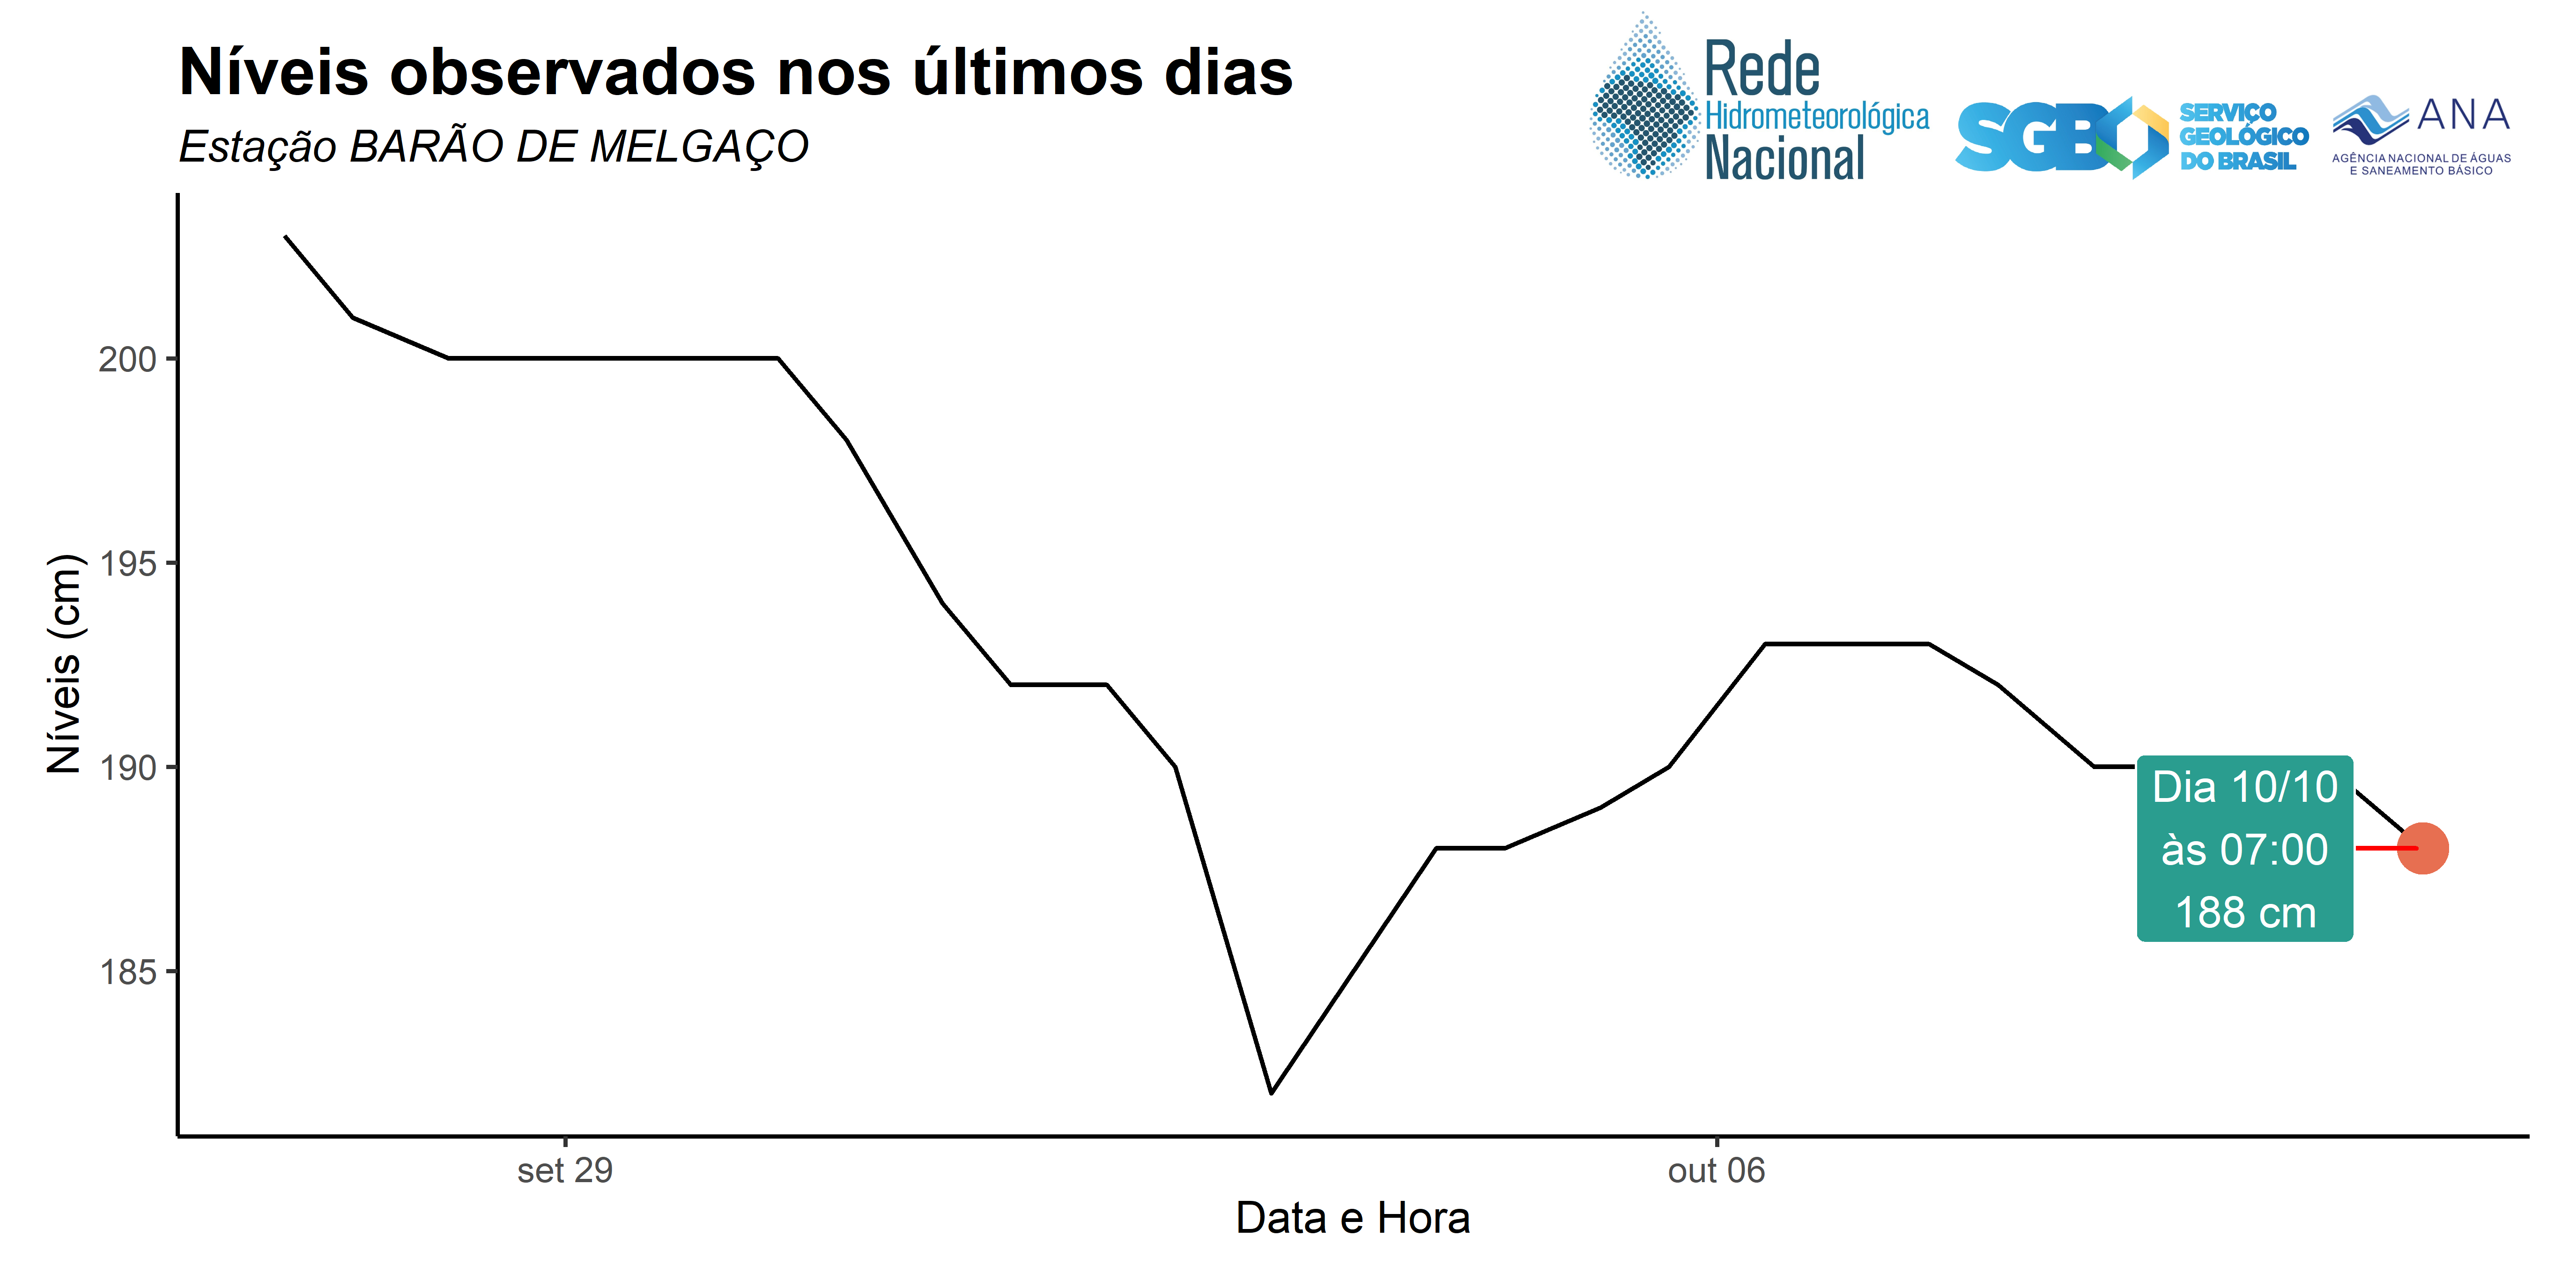 Níveis observados nos últimos dias
Estação BARÃO DE MELGAÇO
Rede
Hidrometeorológica
Nacional
SGB
SERVIÇO
GEOLÓGICO
DO BRASIL
ANA
AGÊNCIA NACIONAL DE ÁGUAS
E SANEAMENTO BÁSICO
Níveis (cm)
200
195
190
185
Dia 10/10
às 07:00
188 cm
set 29
out 06
Data e Hora